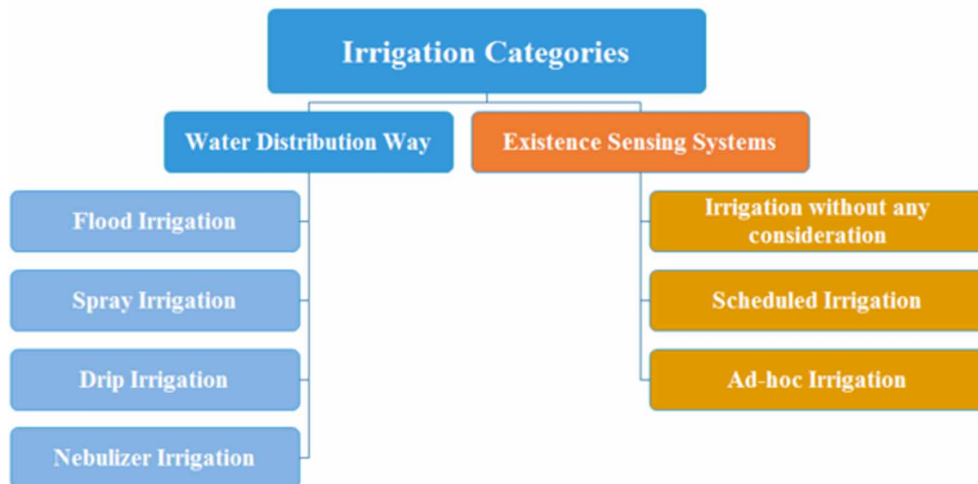 Irrigation Categories
Water Distribution Way
Existence Sensing Systems
Flood Irrigation
Spray Irrigation
Drip Irrigation
Nebulizer Irrigation
Irrigation without any
consideration
Scheduled Irrigation
Ad-hoc Irrigation